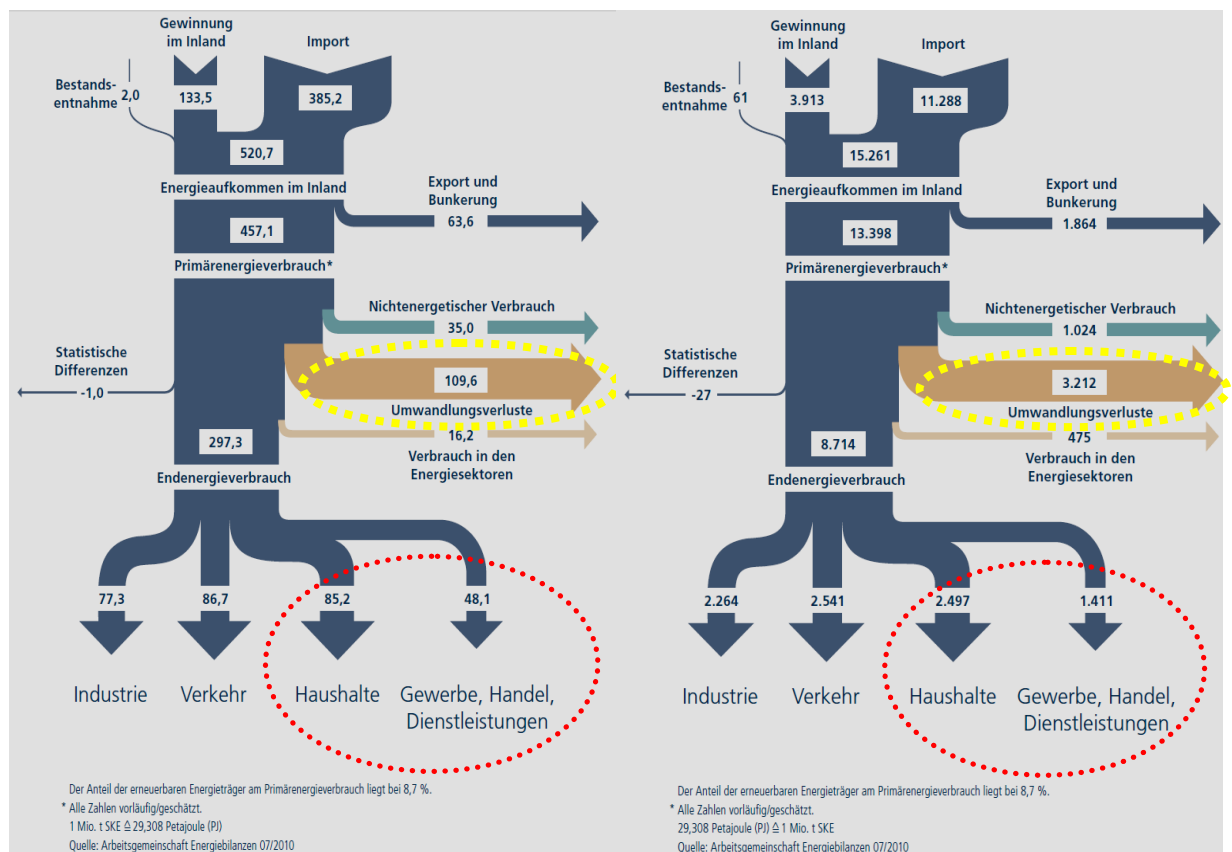 Gewinnung
im Inland
Import
Bestands-
entnahme
2,0
133,5
385,2
520,7
Energieaufkommen im Inland
Export und
Bunkerung
63,6
457,1
Primärenergieverbrauch*
Nichtenergetischer Verbrauch
35,0
Statistische
Differenzen
-1,0
109,6
Umwandlungsverluste
16,2
Verbrauch in den
Energiesektoren
297,3
Endenergieverbrauch
77,3
86,7
85,2
48,1
Industrie
Verkehr
Haushalte
Gewerbe, Handel,
Dienstleistungen
Der Anteil der erneuerbaren Energieträger am Primärenergieverbrauch liegt bei 8,7 %.
* Alle Zahlen vorläufig/geschätzt.
1 Mio. t SKE ≙ 29,308 Petajoule (PJ)
Quelle: Arbeitsgemeinschaft Energiebilanzen 07/2010
Gewinnung
im Inland
Import
Bestands-
entnahme
61
3.913
11.288
15.261
Energieaufkommen im Inland
Export und
Bunkerung
1.864
13.398
Primärenergieverbrauch*
Nichtenergetischer Verbrauch
1.024
Statistische
Differenzen
-27
3.212
Umwandlungsverluste
475
Verbrauch in den
Energiesektoren
8.714
Endenergieverbrauch
2.264
2.541
2.497
1.411
Industrie
Verkehr
Haushalte
Gewerbe, Handel,
Dienstleistungen
Der Anteil der erneuerbaren Energieträger am Primärenergieverbrauch liegt bei 8,7 %.
* Alle Zahlen vorläufig/geschätzt.
29,308 Petajoule (PJ) ≙ 1 Mio. t SKE
Quelle: Arbeitsgemeinschaft Energiebilanzen 07/2010